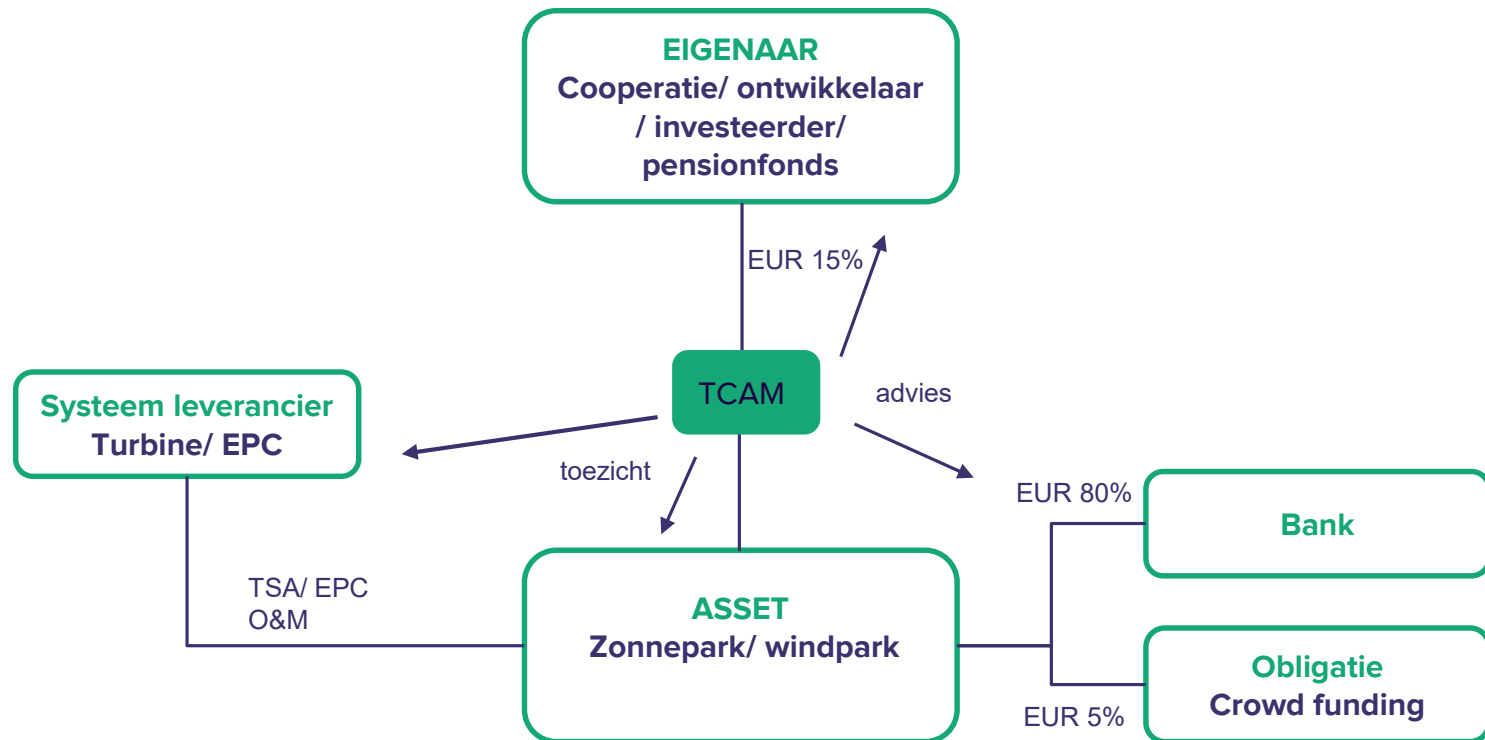 EIGENAAR
Cooperatie/ ontwikkelaar
/ investeerder/
pensionfonds
EUR 15%
TCAM
advies
Systeem leverancier
Turbine/ EPC
toezicht
EUR 80%
Bank
TSA/ EPC
O&M
ASSET
Zonnepark/ windpark
Obligatie
Crowd funding
EUR 5%